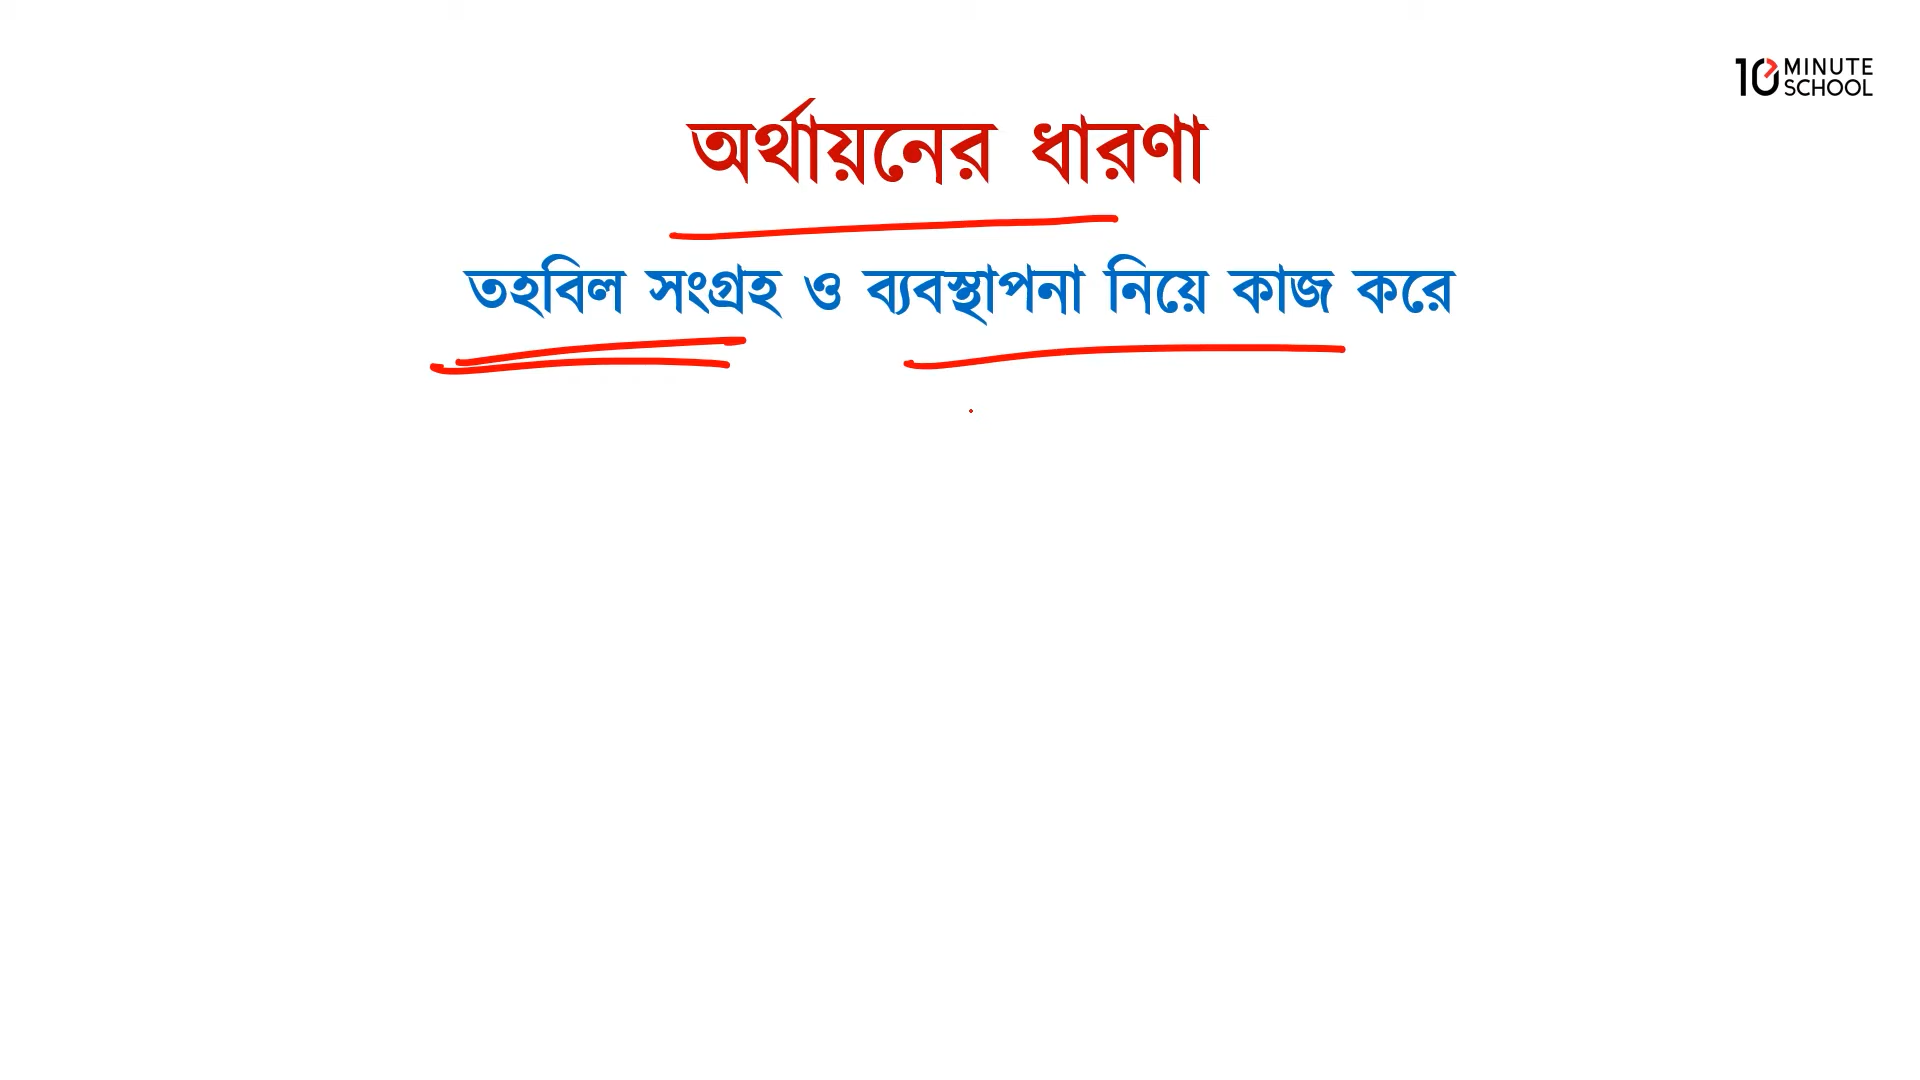 10 MINUTE SCHOOL
অর্থায়নের ধারণা
তহবিল সংগ্রহ ও ব্যবস্থাপনা নিয়ে কাজ করে